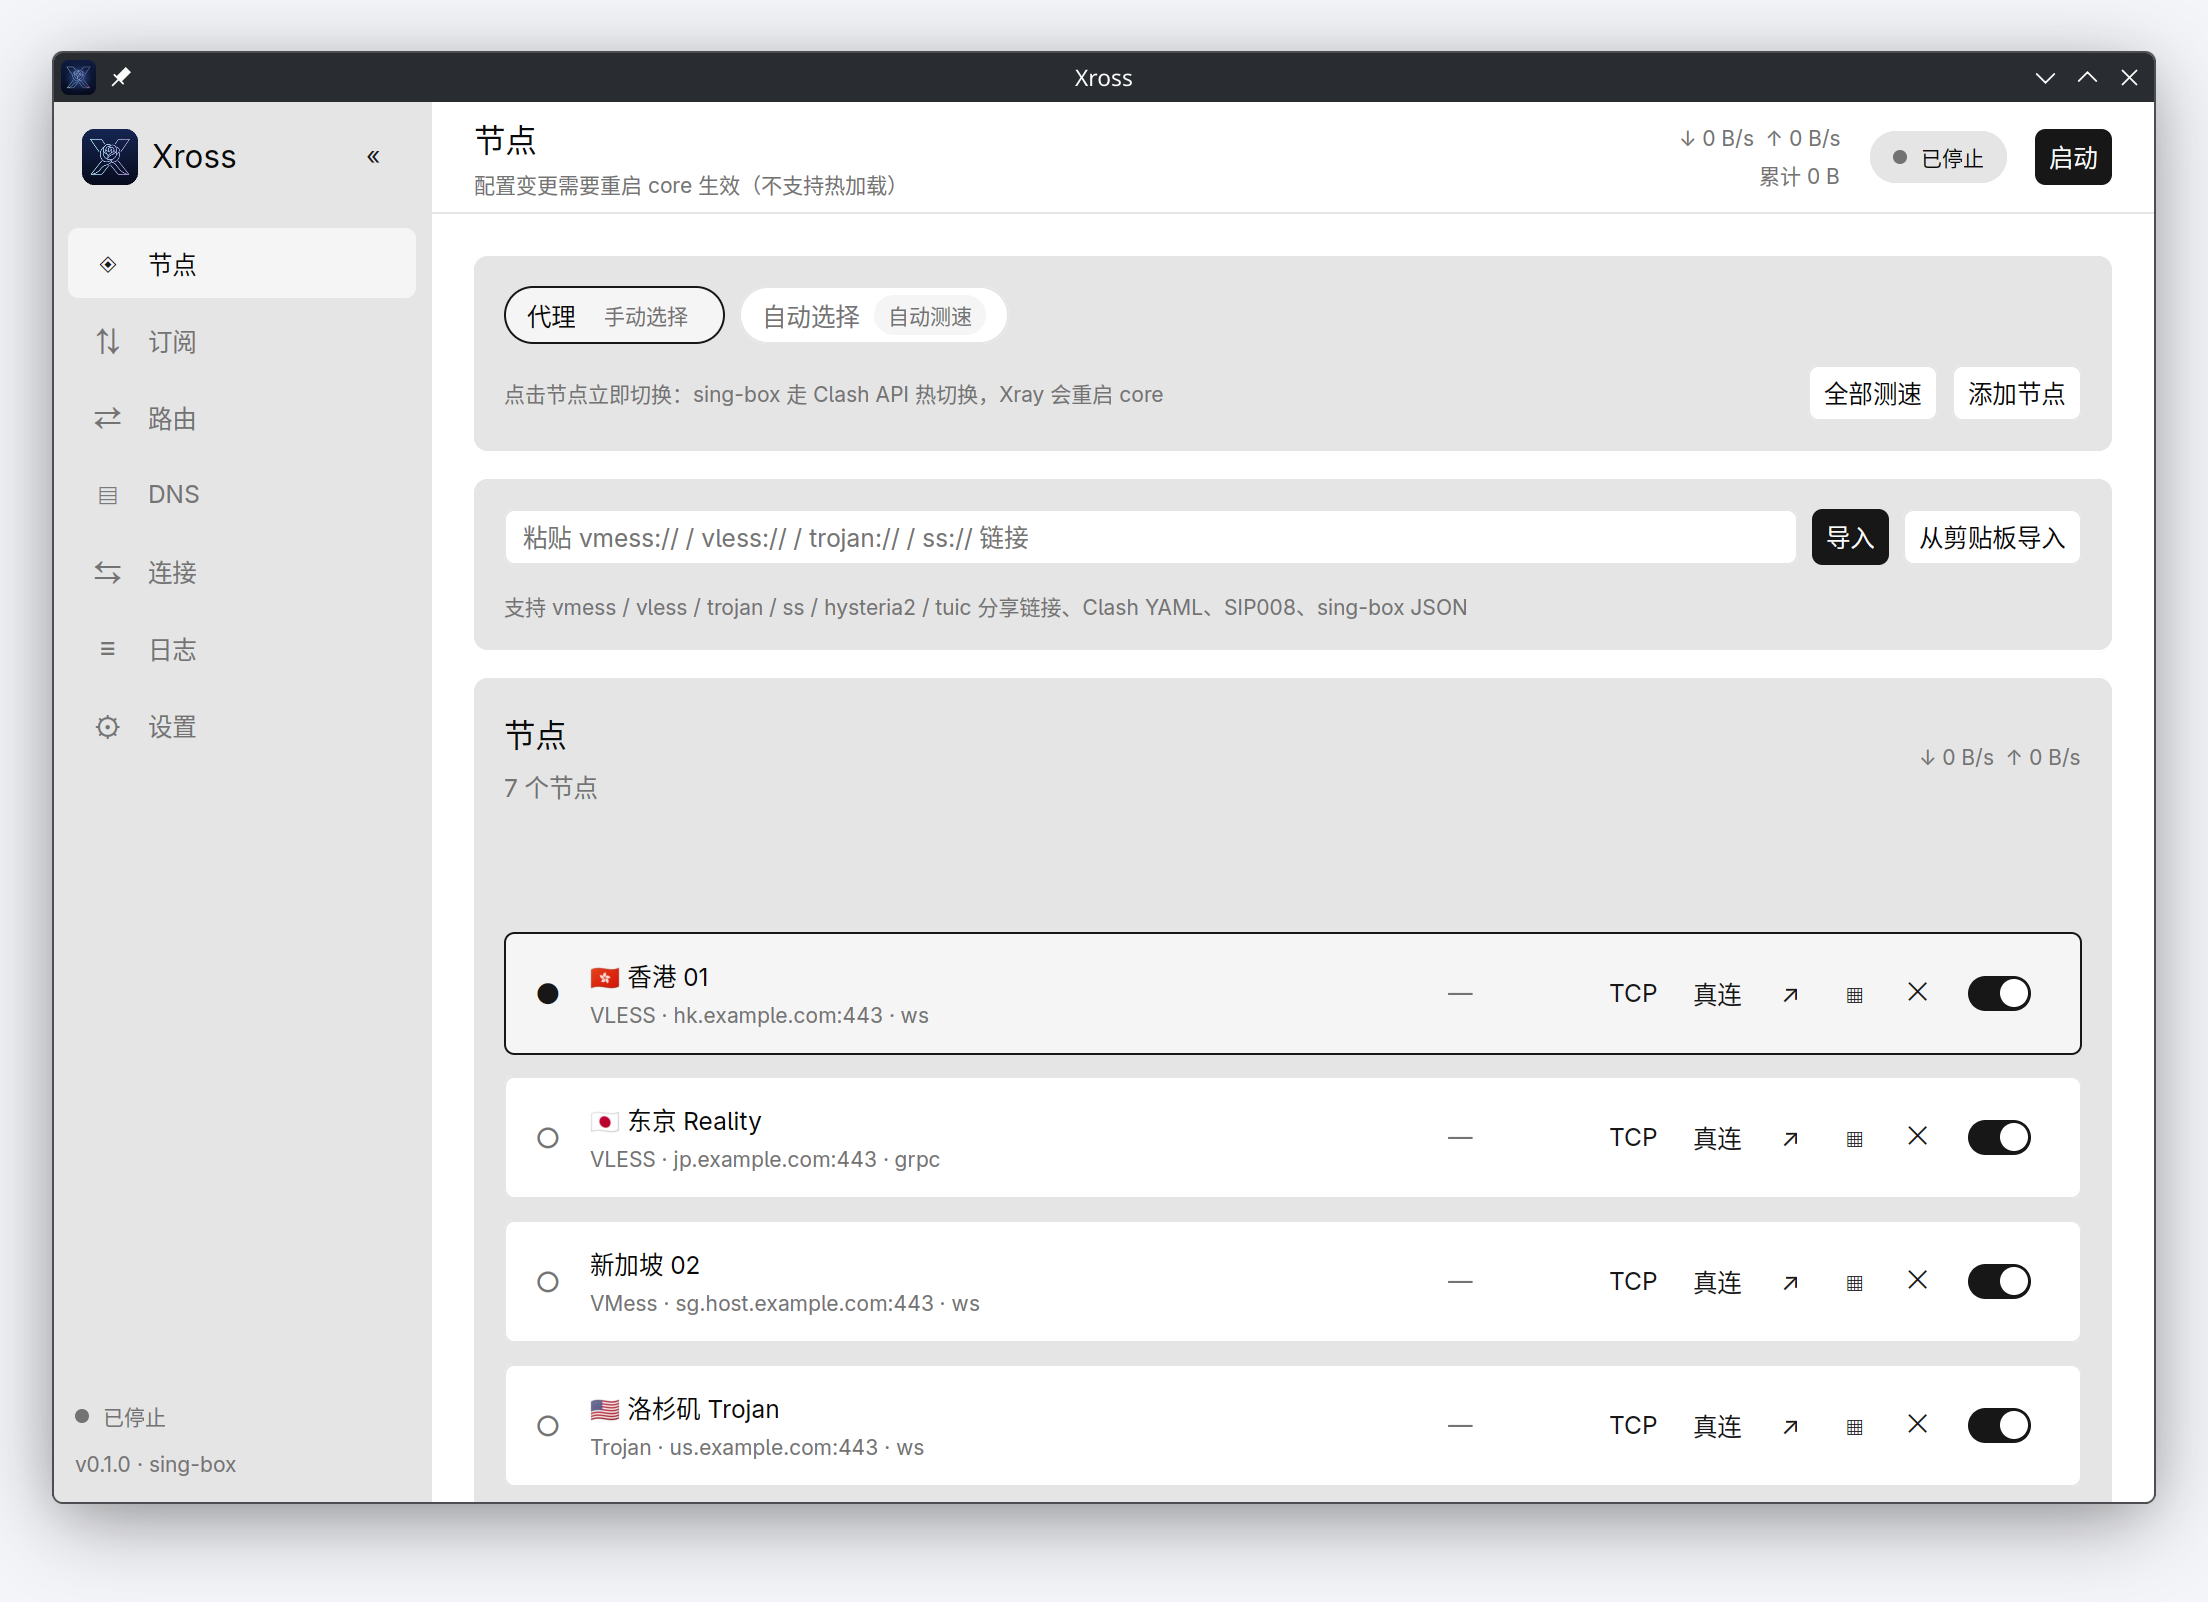 Xross
Xross «
节点
订阅
路由
DNS
连接
日志
设置
已停止
v0.1.0 · sing-box
节点
配置变更需要重启 core 生效（不支持热加载）
↓ 0 B/s ↑ 0 B/s
累计 0 B
已停止
启动
代理 手动选择
自动选择 自动测速
点击节点立即切换：sing-box 走 Clash API 热切换，Xray 会重启 core
全部测速
添加节点
粘贴 vmess:// / vless:// / trojan:// / ss:// 链接
导入
从剪贴板导入
支持 vmess / vless / trojan / ss / hysteria2 / tuic 分享链接、Clash YAML、SIP008、sing-box JSON
节点
7 个节点
↓ 0 B/s ↑ 0 B/s
🇭🇰 香港 01
VLESS · hk.example.com:443 · ws
— TCP 真连
🇯🇵 东京 Reality
VLESS · jp.example.com:443 · grpc
— TCP 真连
新加坡 02
VMess · sg.host.example.com:443 · ws
— TCP 真连
🇺🇸 洛杉矶 Trojan
Trojan · us.example.com:443 · ws
— TCP 真连